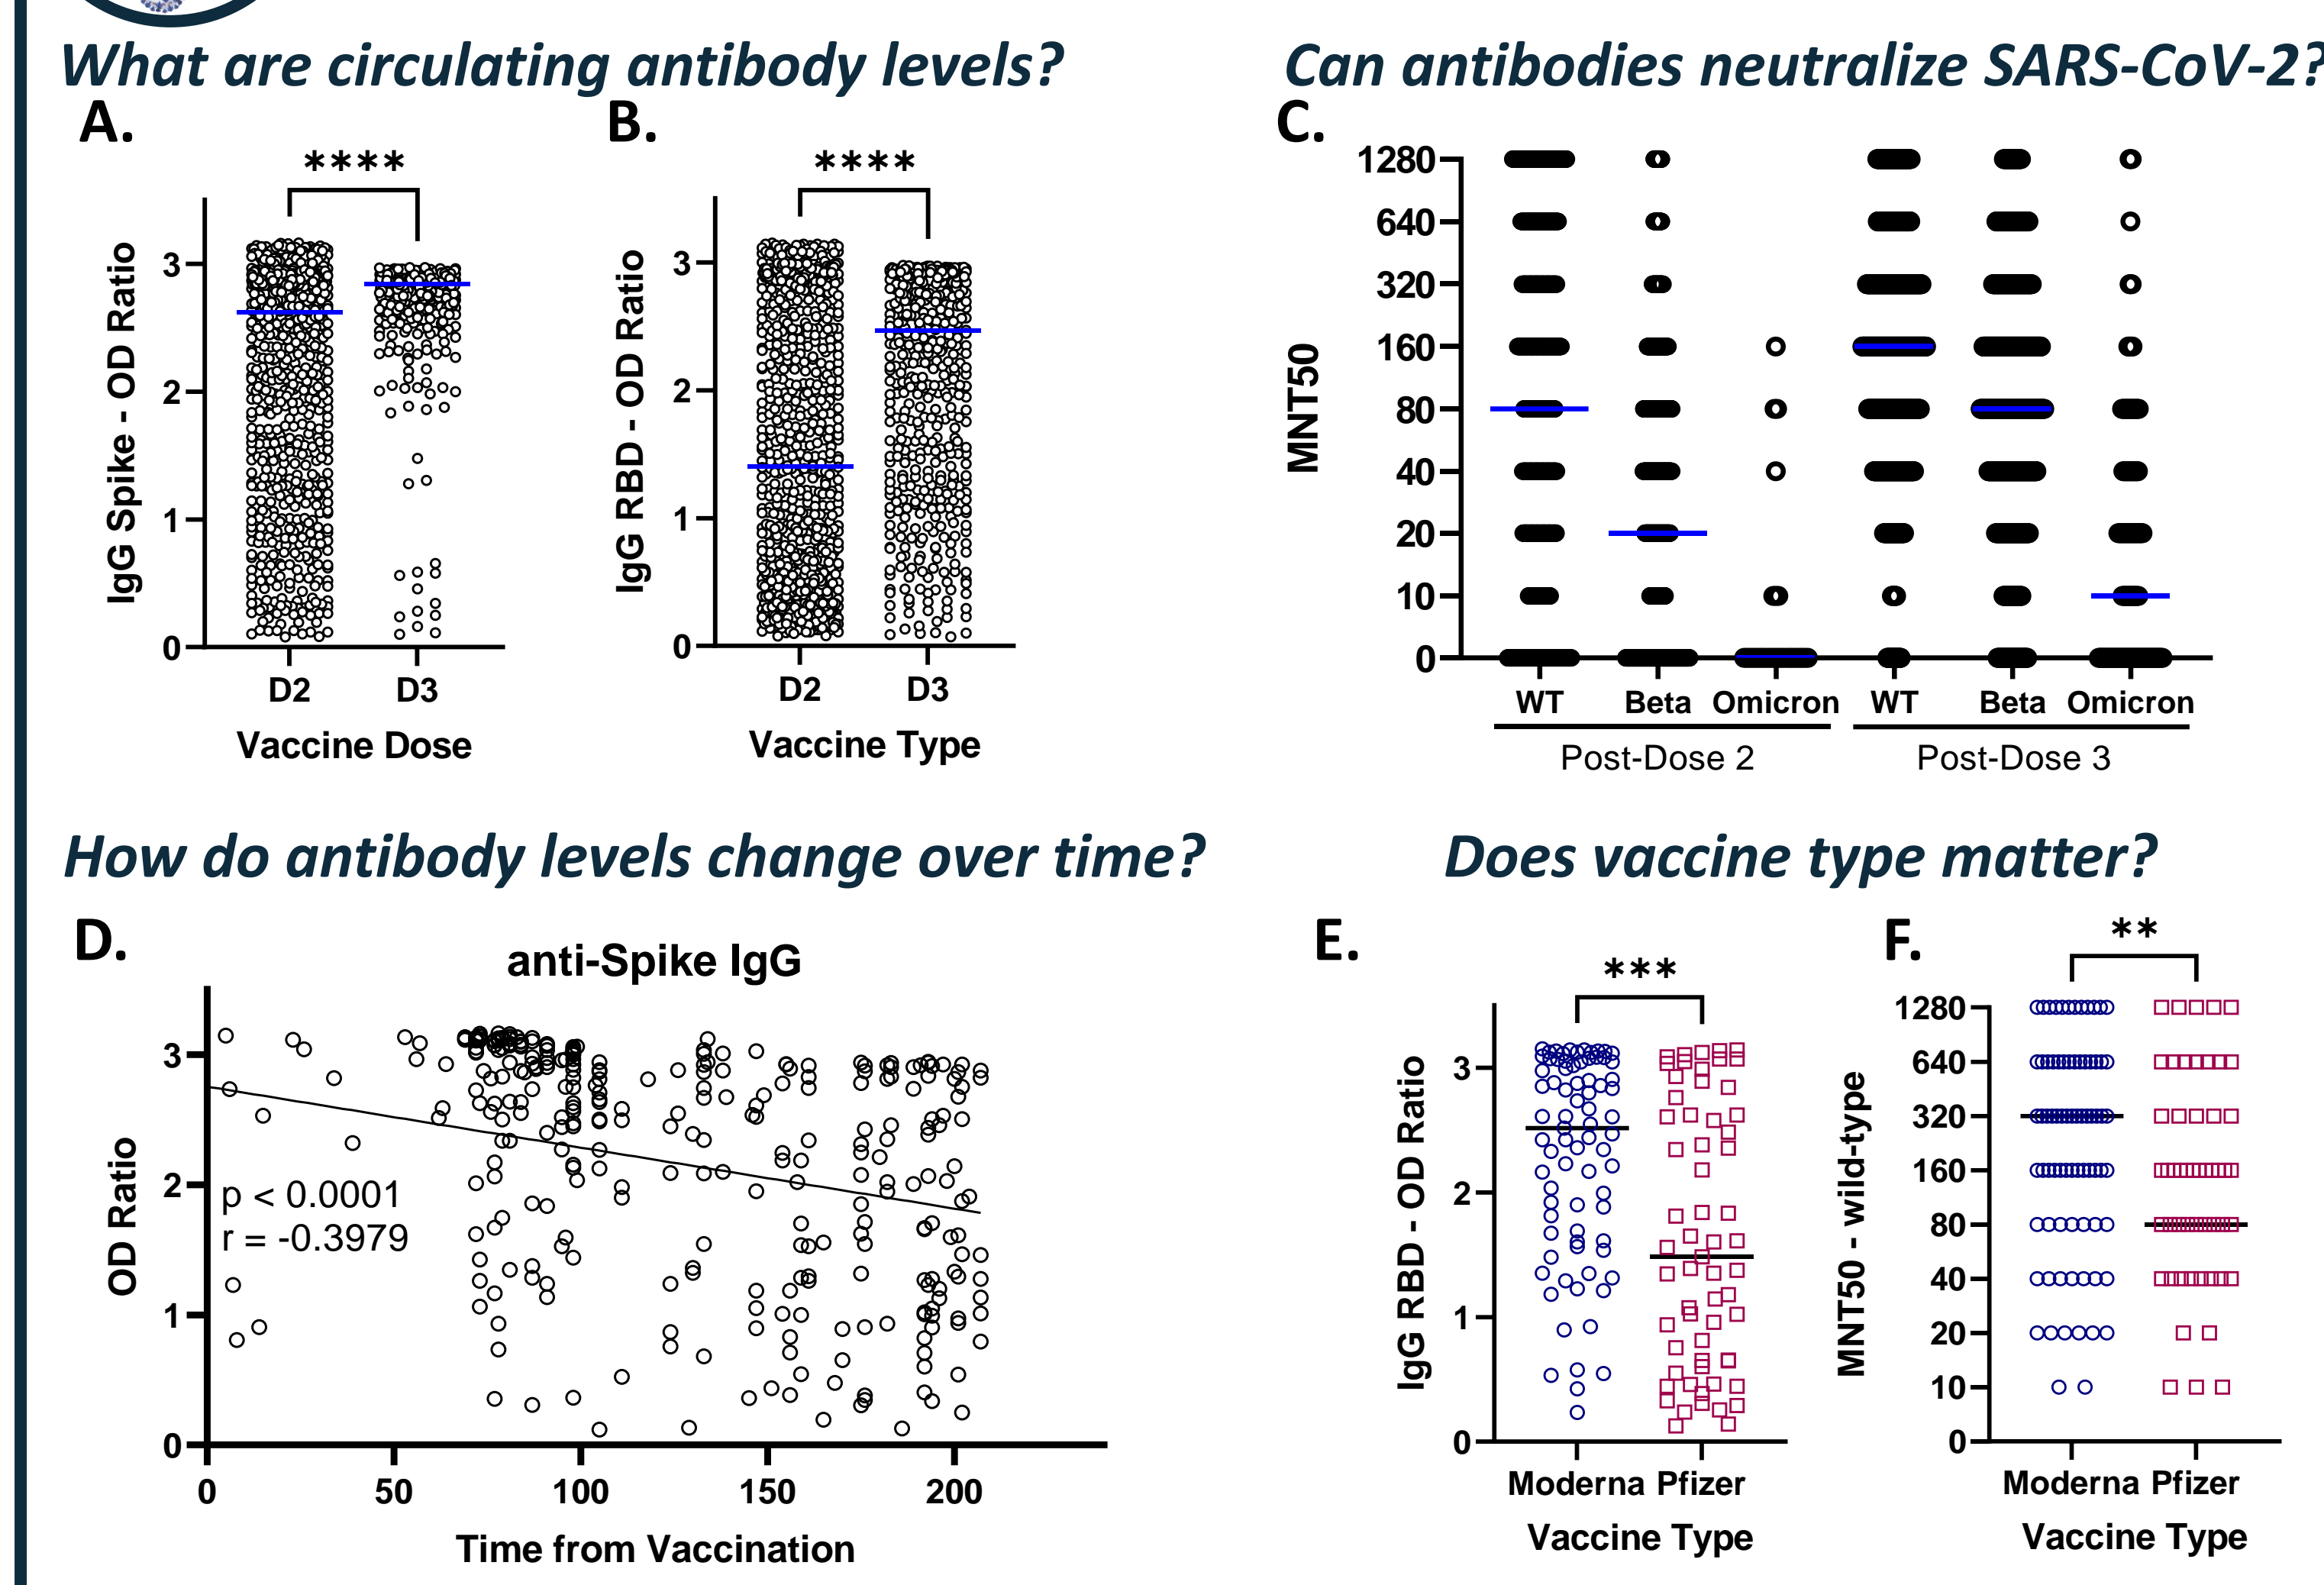 What are circulating antibody levels?
A.
****
IgG Spike - OD Ratio
3
2
1
0
D2 D3
Vaccine Dose
B.
****
IgG RBD - OD Ratio
3
2
1
0
D2 D3
Vaccine Type
Can antibodies neutralize SARS-CoV-2?
C.
MNT50
1280
640
320
160
80
40
20
10
0
WT Beta Omicron WT Beta Omicron
Post-Dose 2 Post-Dose 3
How do antibody levels change over time?
D.
anti-Spike IgG
OD Ratio
3
2
1
0
p < 0.0001
r = -0.3979
0 50 100 150 200
Time from Vaccination
Does vaccine type matter?
E.
***
IgG RBD - OD Ratio
3
2
1
0
Moderna Pfizer
Vaccine Type
F.
**
MNT50 - wild-type
1280
640
320
160
80
40
20
10
0
Moderna Pfizer
Vaccine Type